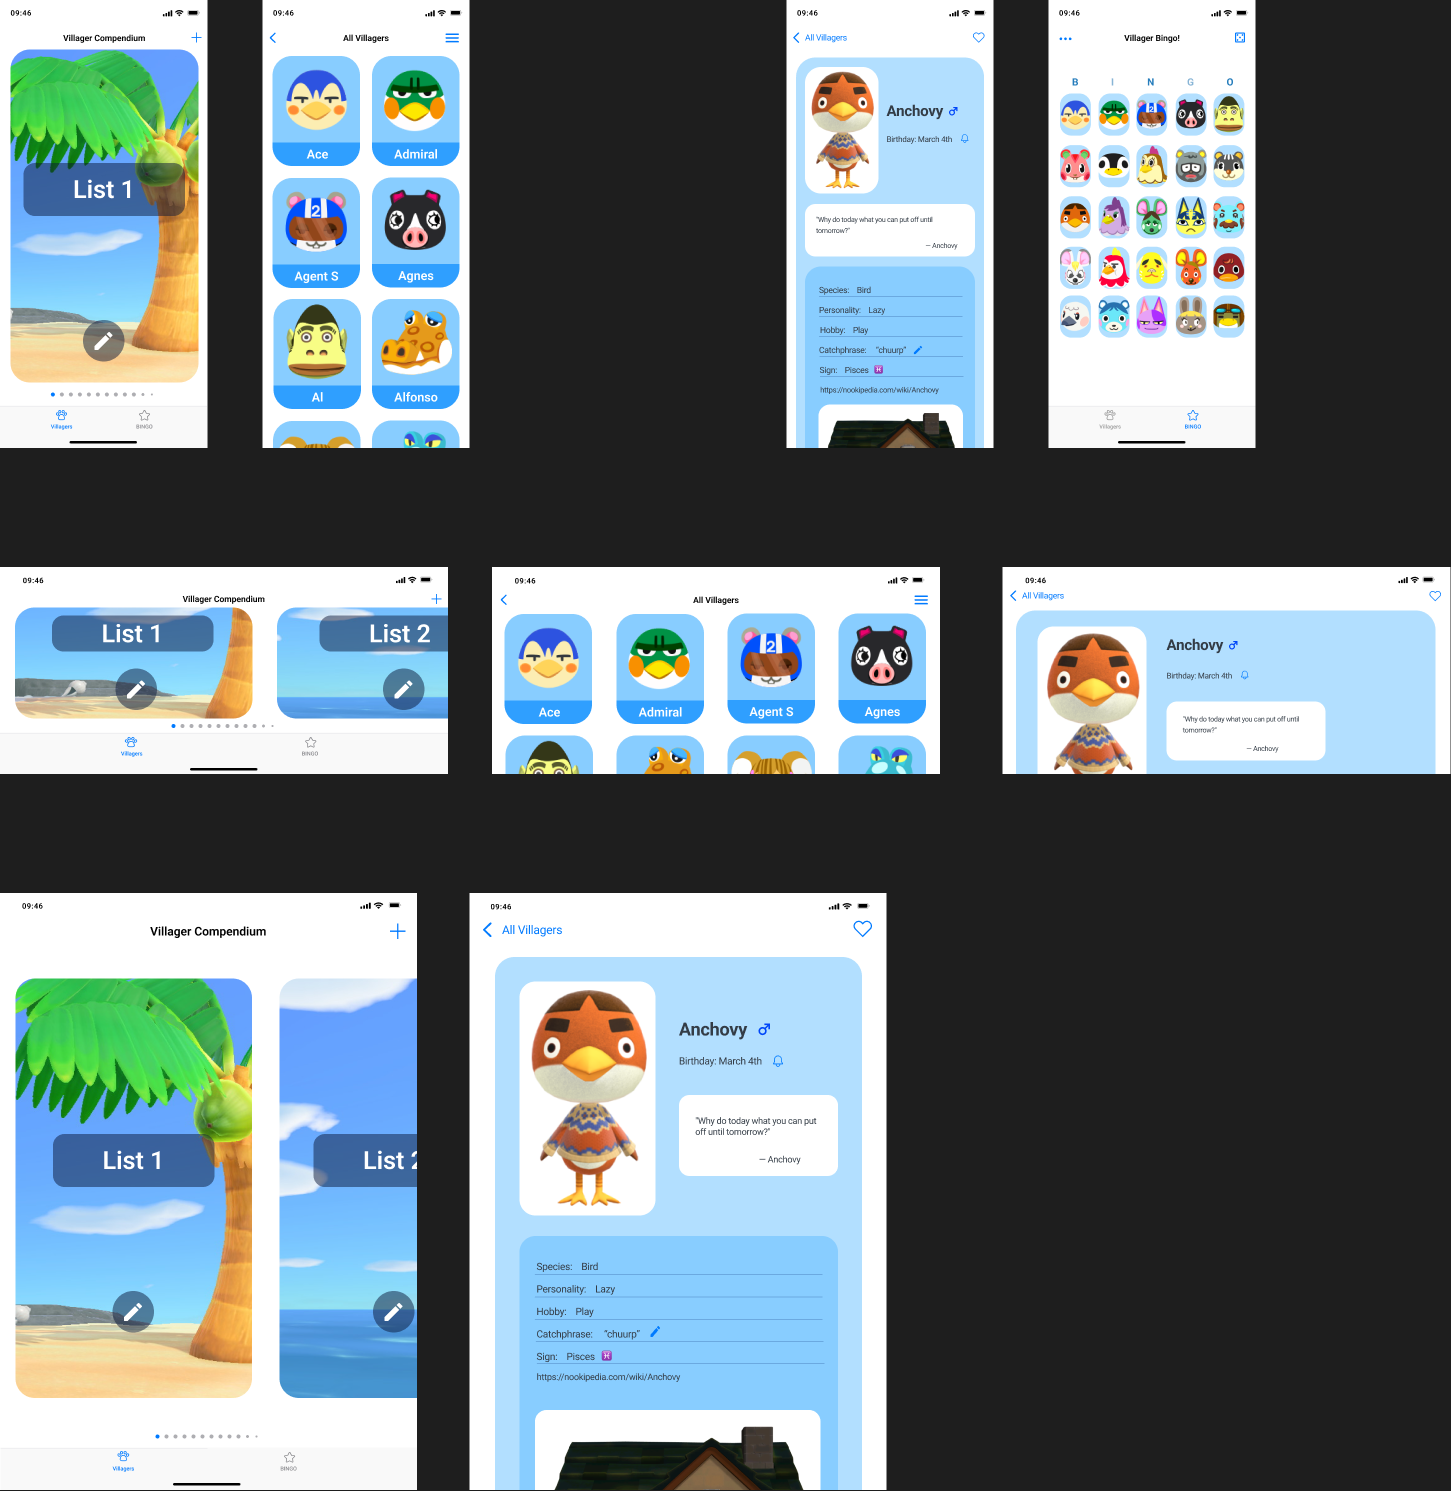 09:46
Villager Compendium
List 1
Villagers
BINGO
09:46
All Villagers
Ace
Admiral
2
Agent S
Agnes
Al
Alfonso
09:46
All Villagers
Anchovy ♂
Birthday: March 4th
"Why do today what you can put off until
tomorrow?"
— Anchovy
Species: Bird
Personality: Lazy
Hobby: Play
Catchphrase: "chuurp"
Sign: Pisces ♓
https://nookipedia.com/wiki/Anchovy
09:46
Villager Bingo!
B I N G O
2
Villagers
BINGO
09:46
Villager Compendium
List 1
List 2
Villagers
BINGO
09:46
All Villagers
2
Ace
Admiral
Agent S
Agnes
09:46
All Villagers
Anchovy ♂
Birthday: March 4th
"Why do today what you can put off until
tomorrow?"
— Anchovy
09:46
Villager Compendium
List 1
List 2
Villagers
BINGO
09:46
All Villagers
Anchovy ♂
Birthday: March 4th
"Why do today what you can put
off until tomorrow?"
— Anchovy
Species: Bird
Personality: Lazy
Hobby: Play
Catchphrase: "chuurp"
Sign: Pisces ♓
https://nookipedia.com/wiki/Anchovy